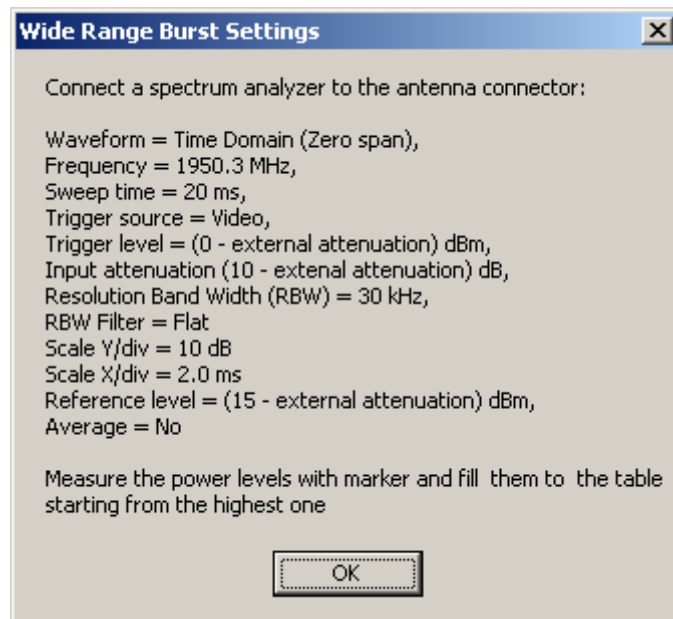 Wide Range Burst Settings
Connect a spectrum analyzer to the antenna connector:
Waveform = Time Domain (Zero span),
Frequency = 1950.3 MHz,
Sweep time = 20 ms,
Trigger source = Video,
Trigger level = (0 - external attenuation) dBm,
Input attenuation (10 - extenal attenuation) dB,
Resolution Band Width (RBW) = 30 kHz,
RBW Filter = Flat
Scale Y/div = 10 dB
Scale X/div = 2.0 ms
Reference level = (15 - external attenuation) dBm,
Average = No
Measure the power levels with marker and fill them to the table
starting from the highest one
OK